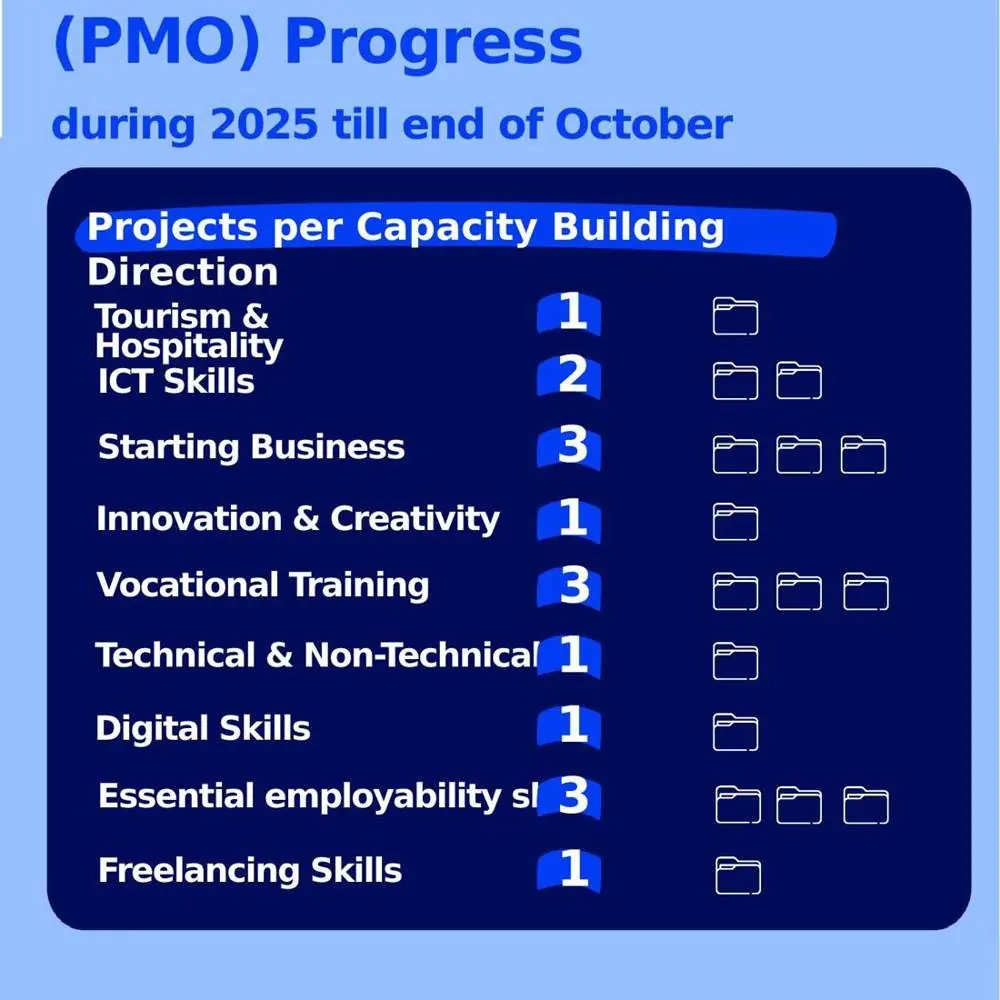 (PMO) Progress
during 2025 till end of October
Projects per Capacity Building
Direction
Tourism &
Hospitality
1
ICT Skills
2
Starting Business
3
Innovation & Creativity
1
Vocational Training
3
Technical & Non-Technical
1
Digital Skills
1
Essential employability
3
Freelancing Skills
1